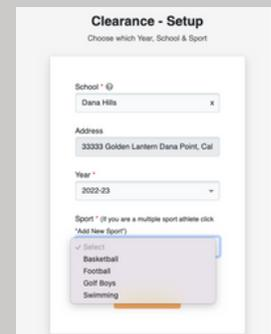 Clearance - Setup
Choose which Year, School & Sport
School *
Dana Hills x
Address
33333 Golden Lantern Dana Point, Cal
Year *
2022-23
Sport * (If you are a multiple sport athlete click
"Add New Sport")
✓ Select
Basketball
Football
Golf Boys
Swimming